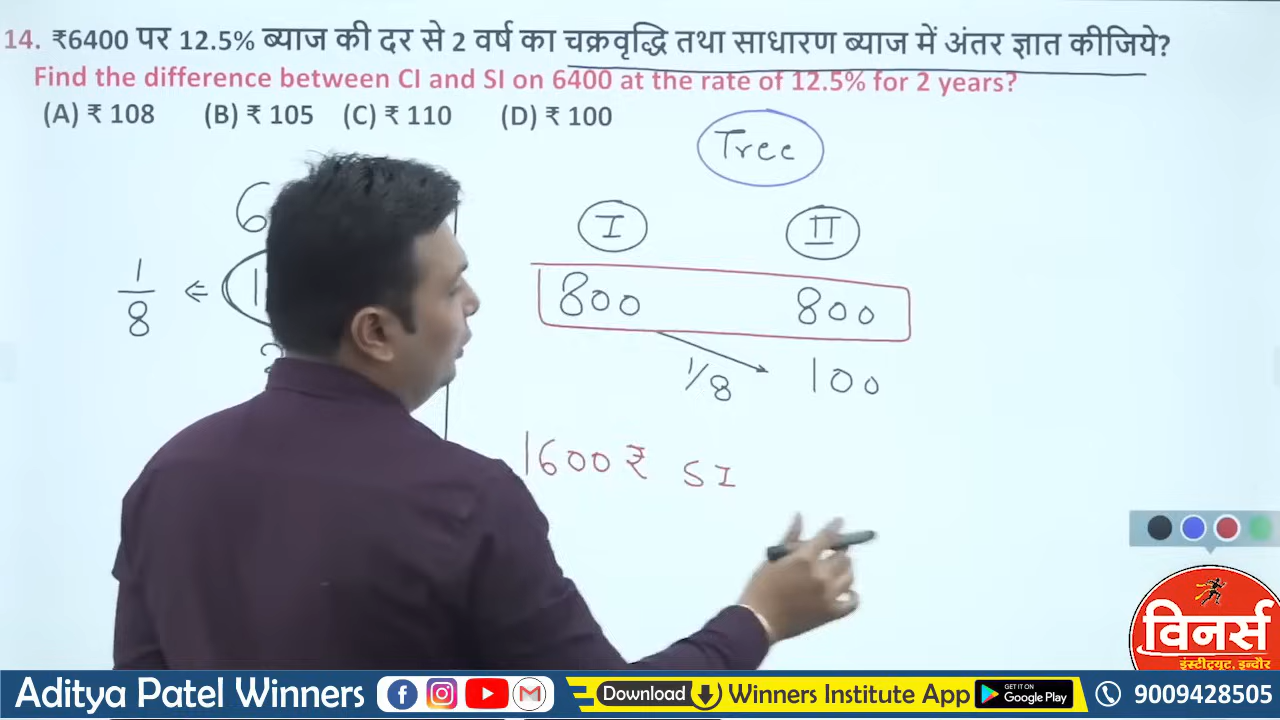 14. ₹6400 पर 12.5% ब्याज की दर से 2 वर्ष का चक्रवृद्धि तथा साधारण ब्याज में अंतर ज्ञात कीजिये?
Find the difference between CI and SI on 6400 at the rate of 12.5% for 2 years?
(A) ₹ 108 (B) ₹ 105 (C) ₹ 110 (D) ₹ 100
Tree
6
I II
1/8 ⇐ 1
800 800
1/8 100
1600 ₹ SI
विनर्स
इंस्टीट्यूट, इन्दौर
Aditya Patel Winners Download Winners Institute App GET IT ON Google Play 9009428505